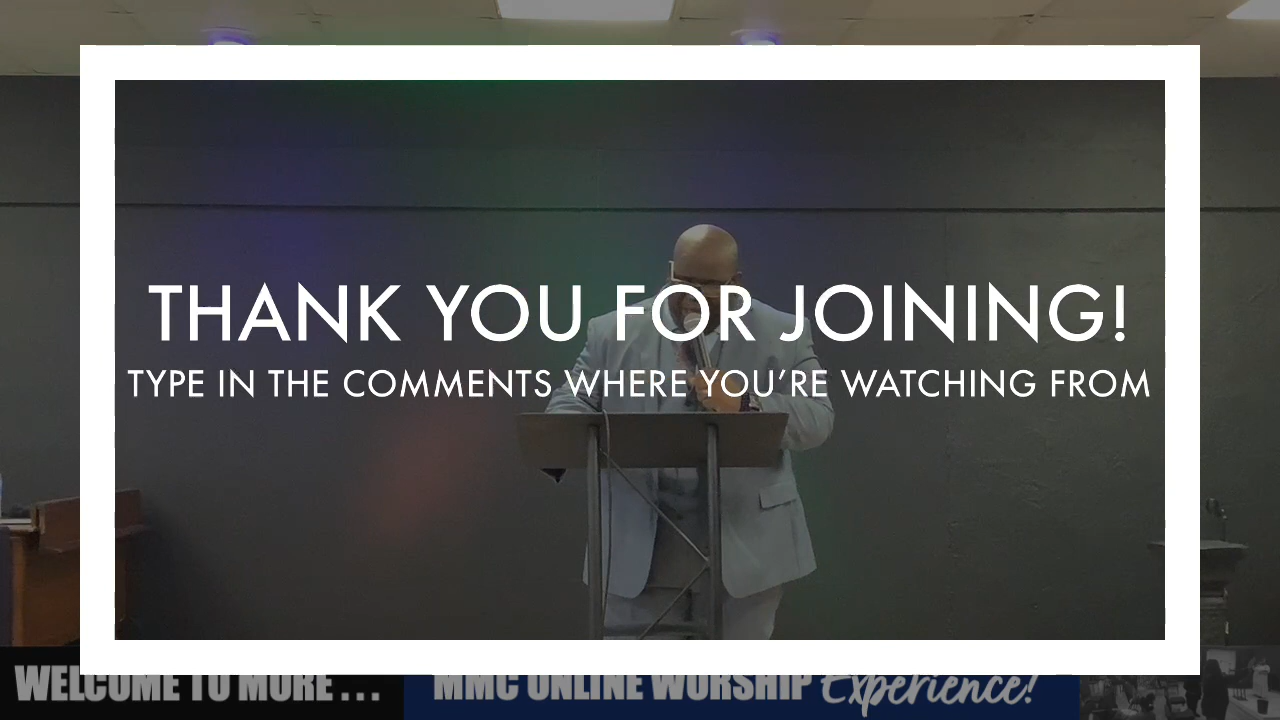 THANK YOU FOR JOINING!
TYPE IN THE COMMENTS WHERE YOU'RE WATCHING FROM
WELCOME TO MORE . . .
MMC ONLINE WORSHIP Experience!